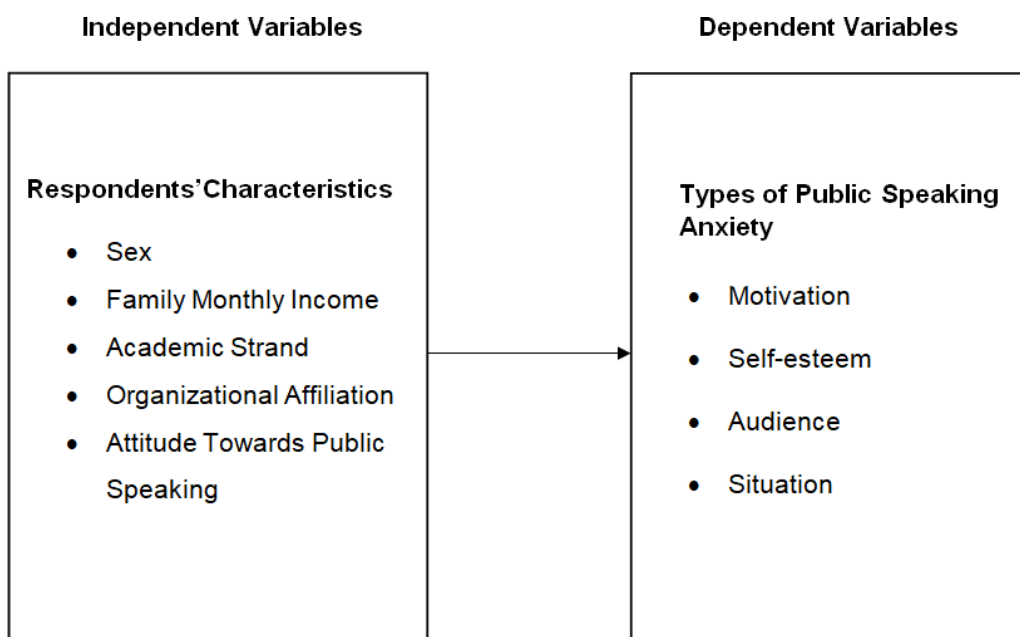 Independent Variables
Dependent Variables
Respondents'Characteristics
• Sex
• Family Monthly Income
• Academic Strand
• Organizational Affiliation
• Attitude Towards Public
Speaking
Types of Public Speaking
Anxiety
• Motivation
• Self-esteem
• Audience
• Situation